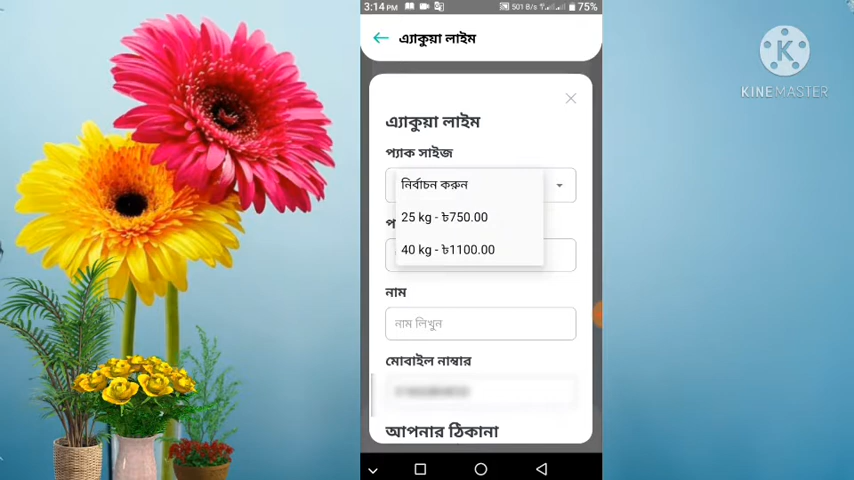 3:14 PM
501 B/s
75%
এ্যাকুয়া লাইম
এ্যাকুয়া লাইম
প্যাক সাইজ
নির্বাচন করুন
25 kg - ৳750.00
40 kg - ৳1100.00
নাম
নাম লিখুন
মোবাইল নাম্বার
আপনার ঠিকানা
K
KINEMASTER